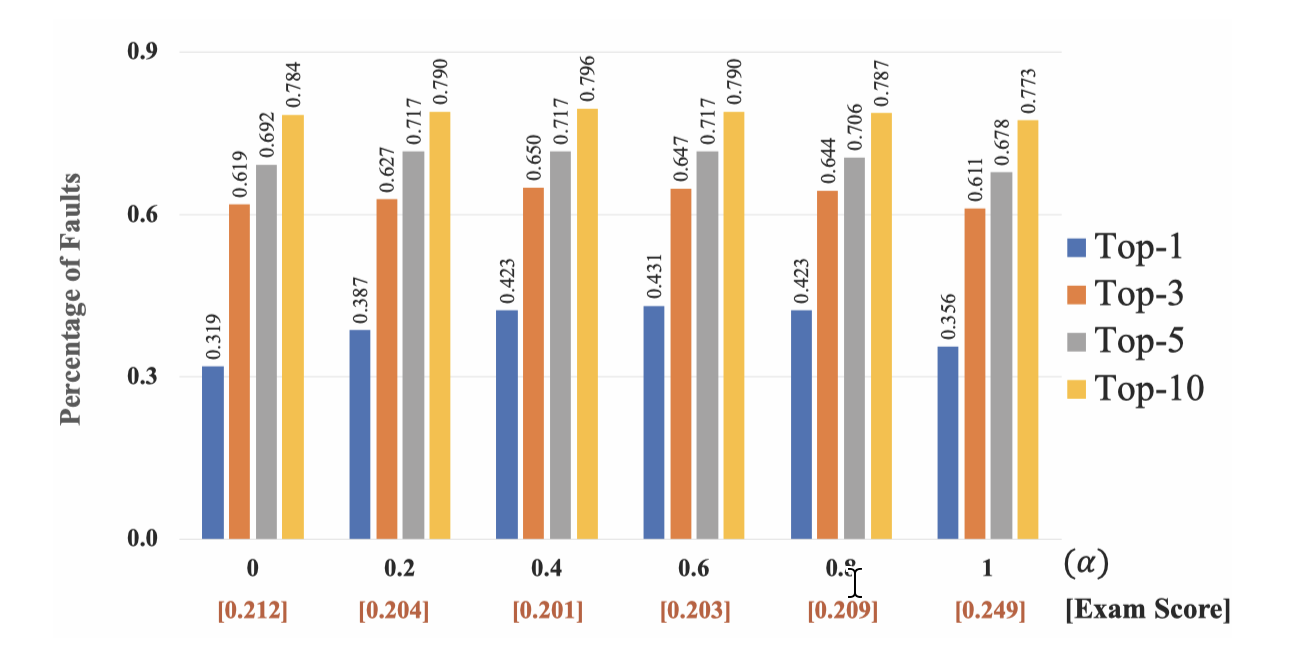 0.9
0.6
0.3
0.0
Percentage of Faults
0.319 0.619 0.692 0.784
0.387 0.627 0.717 0.790
0.423 0.650 0.717 0.796
0.431 0.647 0.717 0.790
0.423 0.644 0.706 0.787
0.356 0.611 0.678 0.773
Top-1
Top-3
Top-5
Top-10
0 0.2 0.4 0.6 0.8 1 (α)
[0.212] [0.204] [0.201] [0.203] [0.209] [0.249] [Exam Score]